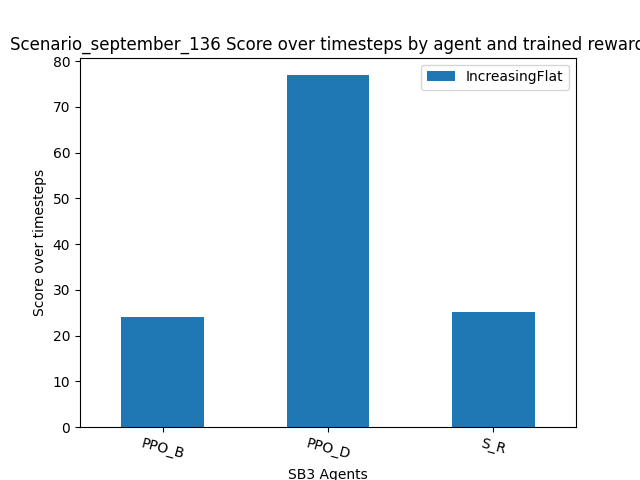 Scenario_september_136 Score over timesteps by agent and trained reward
IncreasingFlat
Score over timesteps
80
70
60
50
40
30
20
10
0
PPO_B
PPO_D
S_R
SB3 Agents